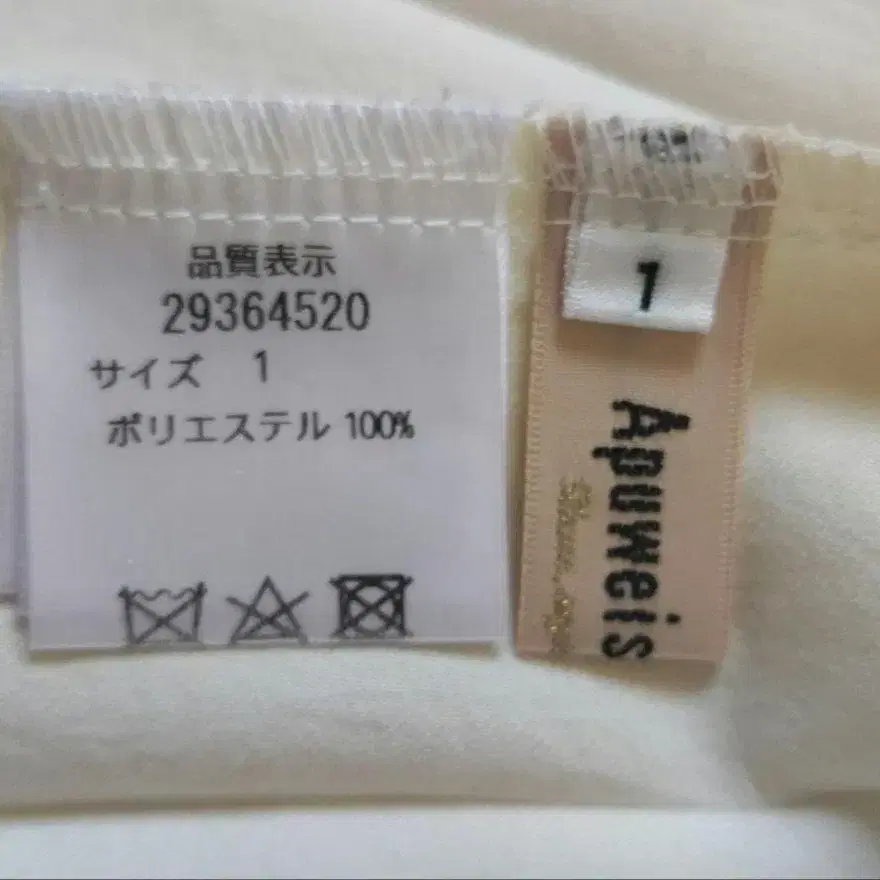 品質表示
29364520
サイズ 1
ポリエステル 100%
1
Apuweis